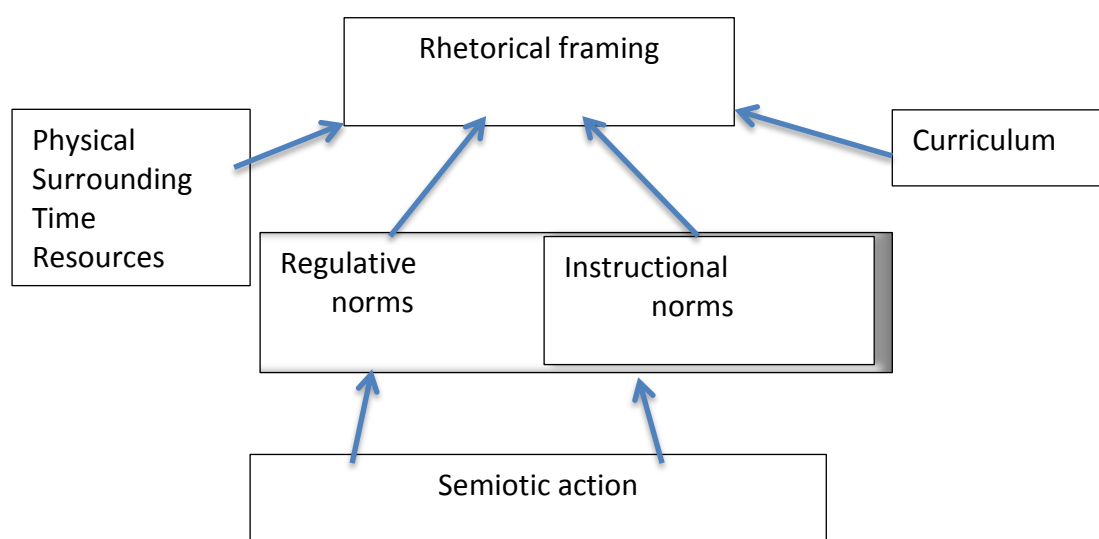 Rhetorical framing
Physical
Surrounding
Time
Resources
Curriculum
Regulative
norms
Instructional
norms
Semiotic action